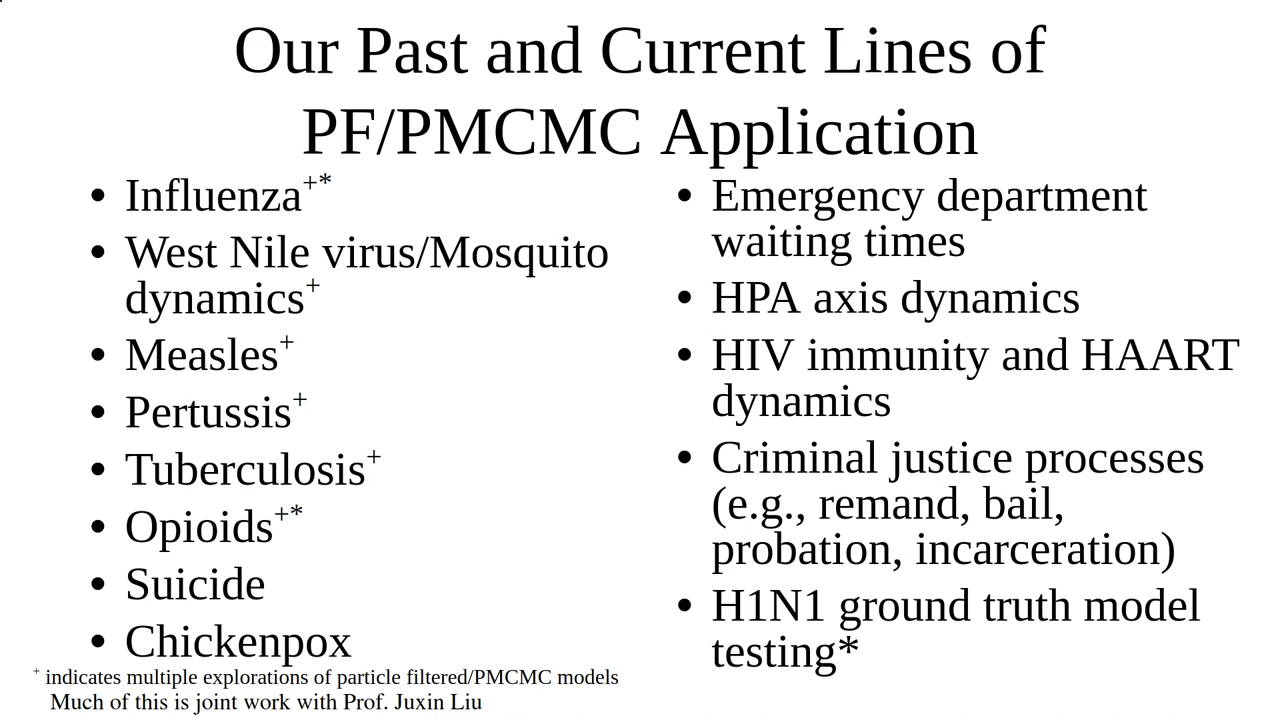 Our Past and Current Lines of
PF/PMCMC Application
• Influenza+*
• West Nile virus/Mosquito
dynamics+
• Measles+
• Pertussis+
• Tuberculosis+
• Opioids+*
• Suicide
• Chickenpox
• Emergency department
waiting times
• HPA axis dynamics
• HIV immunity and HAART
dynamics
• Criminal justice processes
(e.g., remand, bail,
probation, incarceration)
• H1N1 ground truth model
testing*
+ indicates multiple explorations of particle filtered/PMCMC models
Much of this is joint work with Prof. Juxin Liu